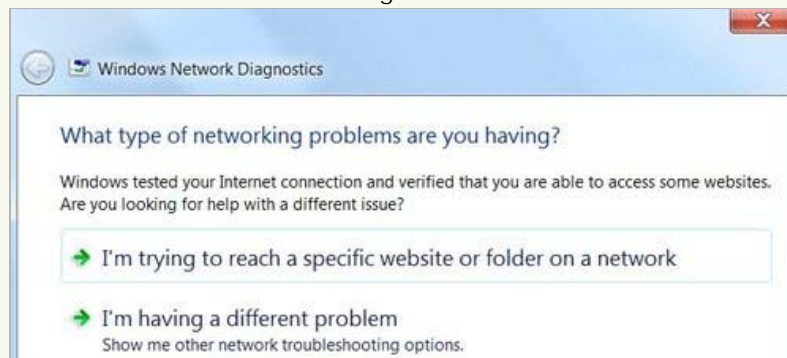 Windows Network Diagnostics
What type of networking problems are you having?
Windows tested your Internet connection and verified that you are able to access some websites.
Are you looking for help with a different issue?
I'm trying to reach a specific website or folder on a network
I'm having a different problem
Show me other network troubleshooting options.